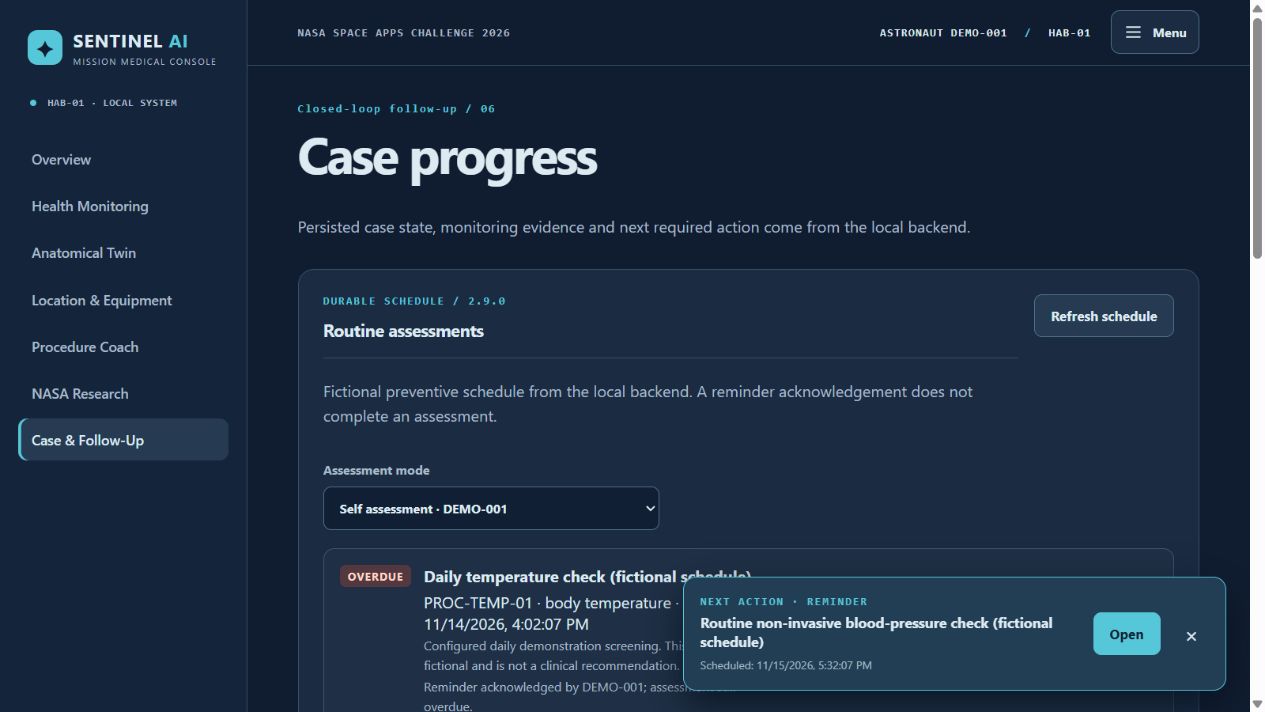 SENTINEL AI
MISSION MEDICAL CONSOLE
HAB-01 · LOCAL SYSTEM
Overview
Health Monitoring
Anatomical Twin
Location & Equipment
Procedure Coach
NASA Research
Case & Follow-Up
NASA SPACE APPS CHALLENGE 2026
ASTRONAUT DEMO-001 / HAB-01
Menu
Closed-loop follow-up / 06
Case progress
Persisted case state, monitoring evidence and next required action come from the local backend.
DURABLE SCHEDULE / 2.9.0
Routine assessments
Refresh schedule
Fictional preventive schedule from the local backend. A reminder acknowledgement does not
complete an assessment.
Assessment mode
Self assessment · DEMO-001
OVERDUE
Daily temperature check (fictional schedule)
PROC-TEMP-01 · body temperature ·
11/14/2026, 4:02:07 PM
Configured daily demonstration screening. This
fictional and is not a clinical recommendation.
Reminder acknowledged by DEMO-001;
overdue.
NEXT ACTION · REMINDER
Routine non-invasive blood-pressure check (fictional
schedule)
Scheduled: 11/15/2026, 5:32:07 PM
Open